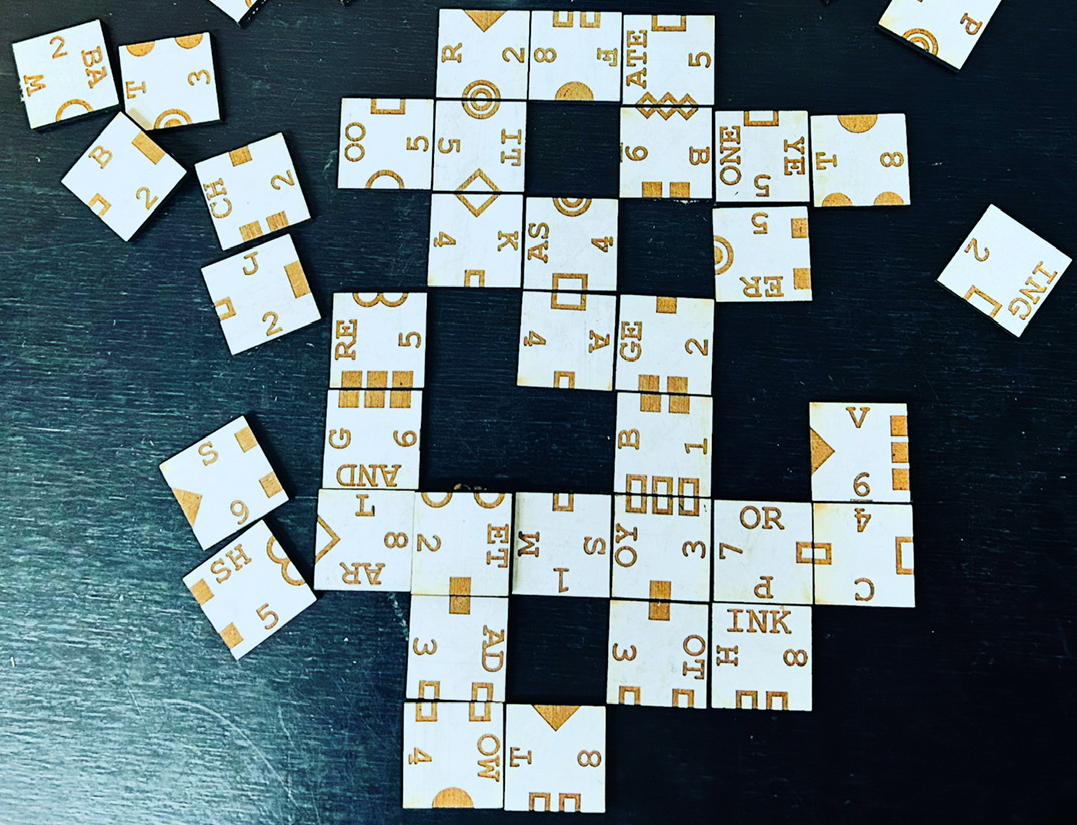 P
R 2
8 E
ATE 5
M 2 BA
T 3
OO 5
5 IT
6 B
ONE 5 YE
T 8
B 2
CH 2
4 K
AS 4
5 ER
2 ING
J 2
RE 5
4 A
GE 2
G AND 6
B 1
V 9
S 9
T 8 AR
2 ET
M 1 S
OY 3
OR 7 P
4 C
SH 5
3 AD
3 OT
INK H 8
4 OW
T 8